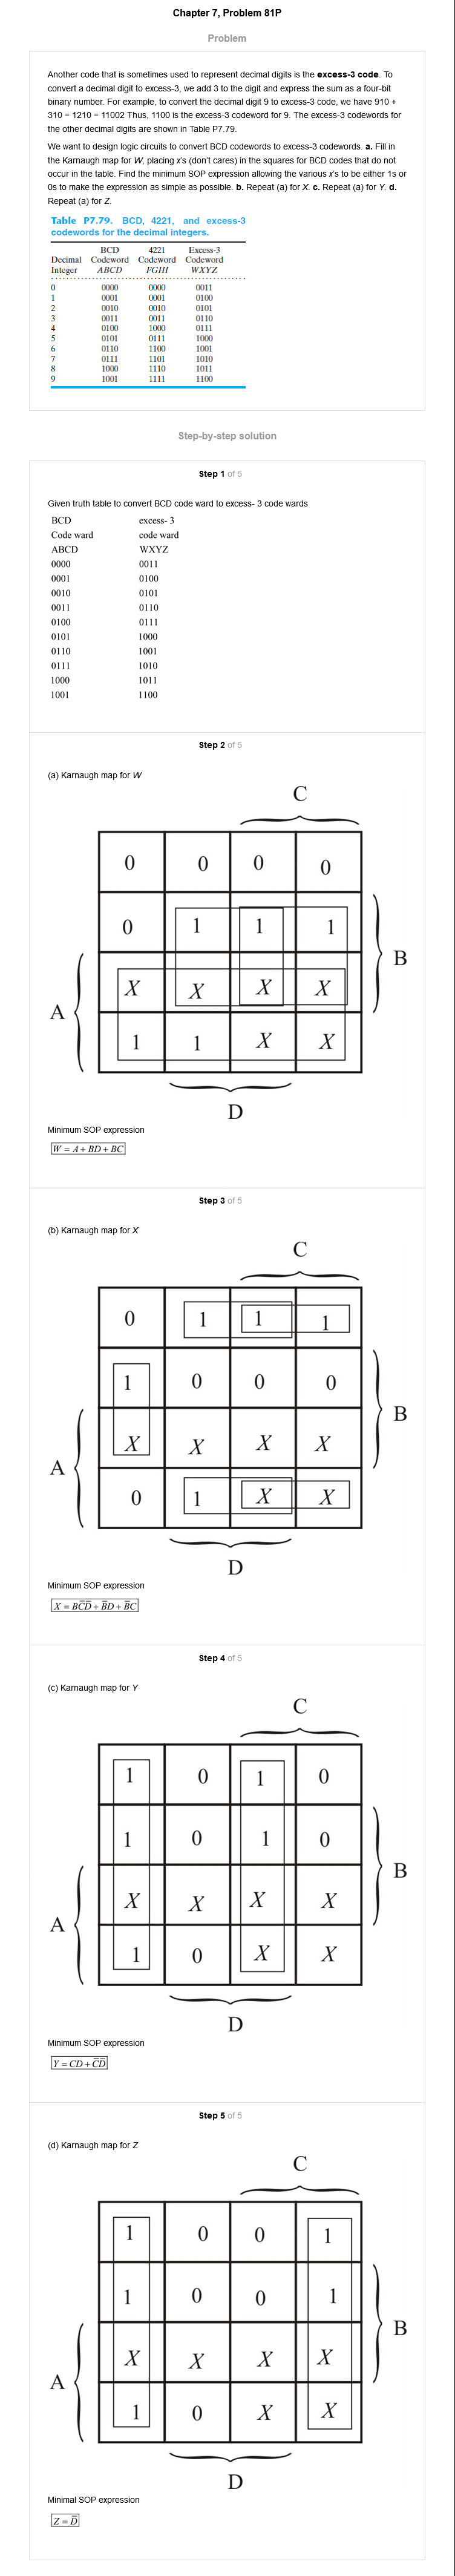 Chapter 7, Problem 81P
Problem
Another code that is sometimes used to represent decimal digits is the excess-3 code. To
convert a decimal digit to excess-3, we add 3 to the digit and express the sum as a four-bit
binary number. For example, to convert the decimal digit 9 to excess-3 code, we have 910 +
310 = 1210 = 11002 Thus, 1100 is the excess-3 codeword for 9. The excess-3 codewords for
the other decimal digits are shown in Table P7.79.
We want to design logic circuits to convert BCD codewords to excess-3 codewords. a. Fill in
the Karnaugh map for W, placing x's (don't cares) in the squares for BCD codes that do not
occur in the table. Find the minimum SOP expression allowing the various x's to be either 1s or
0s to make the expression as simple as possible. b. Repeat (a) for X. c. Repeat (a) for Y. d.
Repeat (a) for Z.
Table P7.79. BCD, 4221, and excess-3
codewords for the decimal integers.
BCD 4221 Excess-3
Decimal Codeword Codeword Codeword
Integer ABCD FGHI WXYZ
0 0000 0000 0011
1 0001 0001 0100
2 0010 0010 0101
3 0011 0011 0110
4 0100 1000 0111
5 0101 0111 1000
6 0110 1100 1001
7 0111 1101 1010
8 1000 1110 1011
9 1001 1111 1100
Step-by-step solution
Step 1 of 5
Given truth table to convert BCD code ward to excess- 3 code wards
BCD excess- 3
Code ward code ward
ABCD WXYZ
0000 0011
0001 0100
0010 0101
0011 0110
0100 0111
0101 1000
0110 1001
0111 1010
1000 1011
1001 1100
Step 2 of 5
(a) Karnaugh map for W
C
0 0 0 0
0 1 1 1
B
X X X X
A
1 1 X X
D
Minimum SOP expression
W = A + BD + BC
Step 3 of 5
(b) Karnaugh map for X
C
0 1 1 1
1 0 0 0
B
X X X X
A
0 1 X X
D
Minimum SOP expression
X = BC̅D̅ + B̅D + B̅C
Step 4 of 5
(c) Karnaugh map for Y
C
1 0 1 0
1 0 1 0
B
X X X X
A
1 0 X X
D
Minimum SOP expression
Y = CD + C̅D̅
Step 5 of 5
(d) Karnaugh map for Z
C
1 0 0 1
1 0 0 1
B
X X X X
A
1 0 X X
D
Minimal SOP expression
Z = D̅